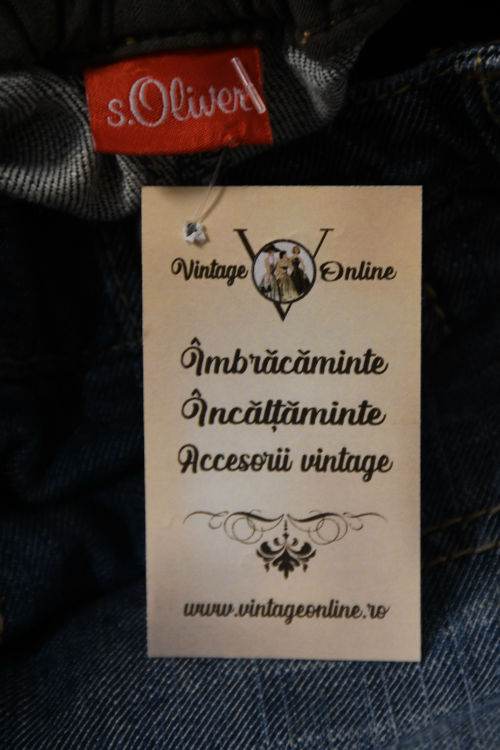 s.Oliver
Vintage Online
Îmbrăcăminte
Încălțăminte
Accesorii vintage
www.vintageonline.ro